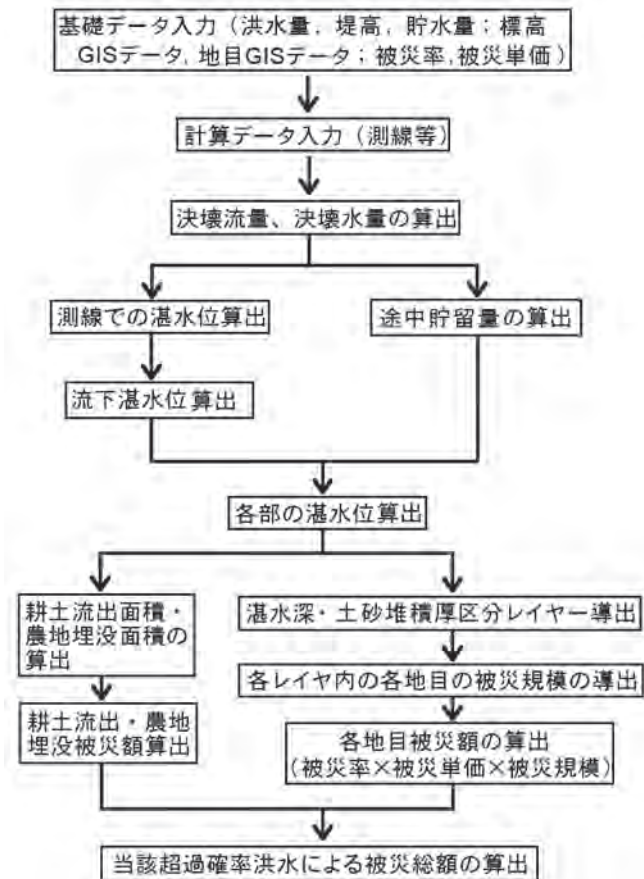 基礎データ入力（洪水量，堤高，貯水量；標高
GISデータ，地目GISデータ；被災率，被災単価）
計算データ入力（測線等）
決壊流量、決壊水量の算出
測線での湛水位算出
途中貯留量の算出
流下湛水位算出
各部の湛水位算出
耕土流出面積・
農地埋没面積の
算出
湛水深・土砂堆積厚区分レイヤー導出
各レイヤ内の各地目の被災規模の導出
耕土流出・農地
埋没被災額算出
各地目被災額の算出
（被災率×被災単価×被災規模）
当該超過確率洪水による被災総額の算出